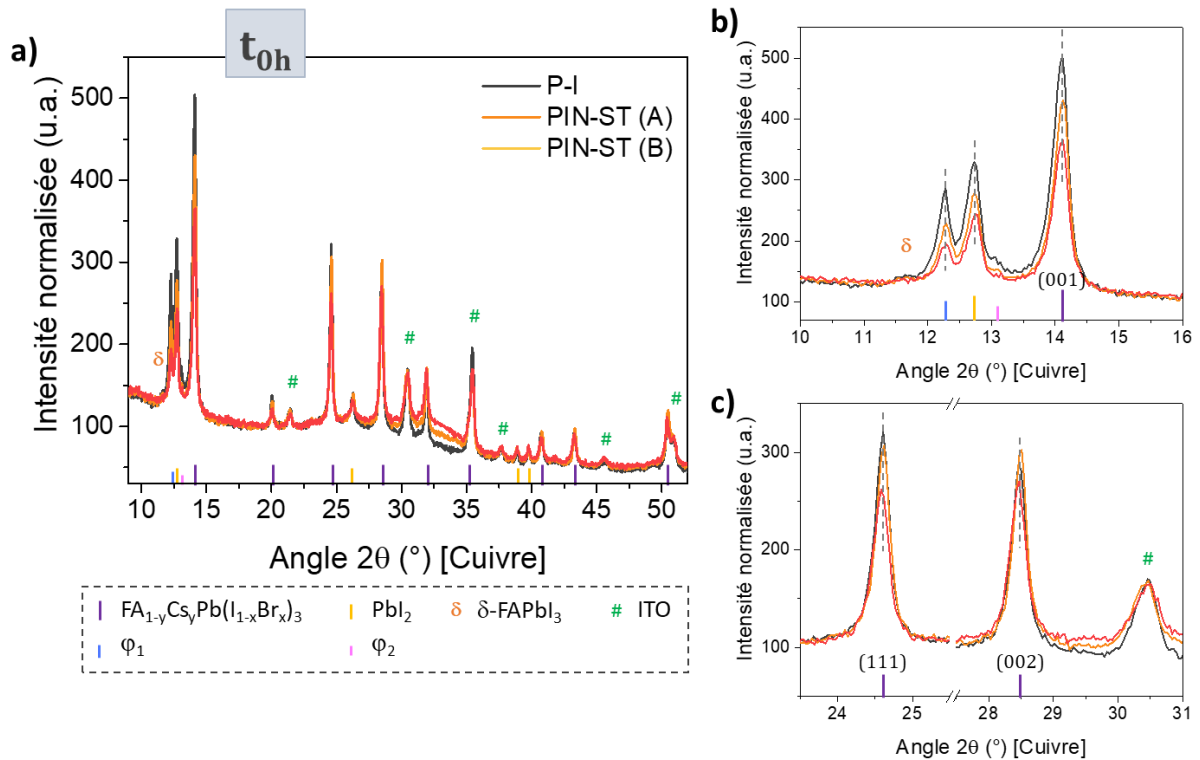 a)
t0h
P-I
PIN-ST (A)
PIN-ST (B)
Intensité normalisée (u.a.)
500
400
300
200
100
δ
#
#
#
#
#
#
10
15
20
25
30
35
40
45
50
Angle 2θ (°) [Cuivre]
FA1-yCsyPb(I1-xBrx)3
PbI2
δ
δ-FAPbI3
# ITO
φ1
φ2
b)
Intensité normalisée (u.a.)
500
400
300
200
100
δ
(001)
10
11
12
13
14
15
16
Angle 2θ (°) [Cuivre]
c)
Intensité normalisée (u.a.)
300
200
100
#
(111)
(002)
24
25
28
29
30
31
Angle 2θ (°) [Cuivre]